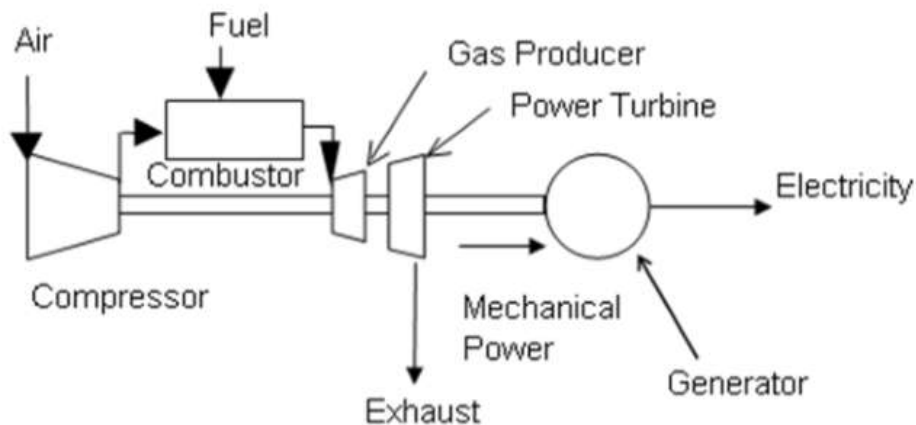 Fuel
Air
Gas Producer
Power Turbine
Combustor
Electricity
Compressor
Mechanical
Power
Generator
Exhaust